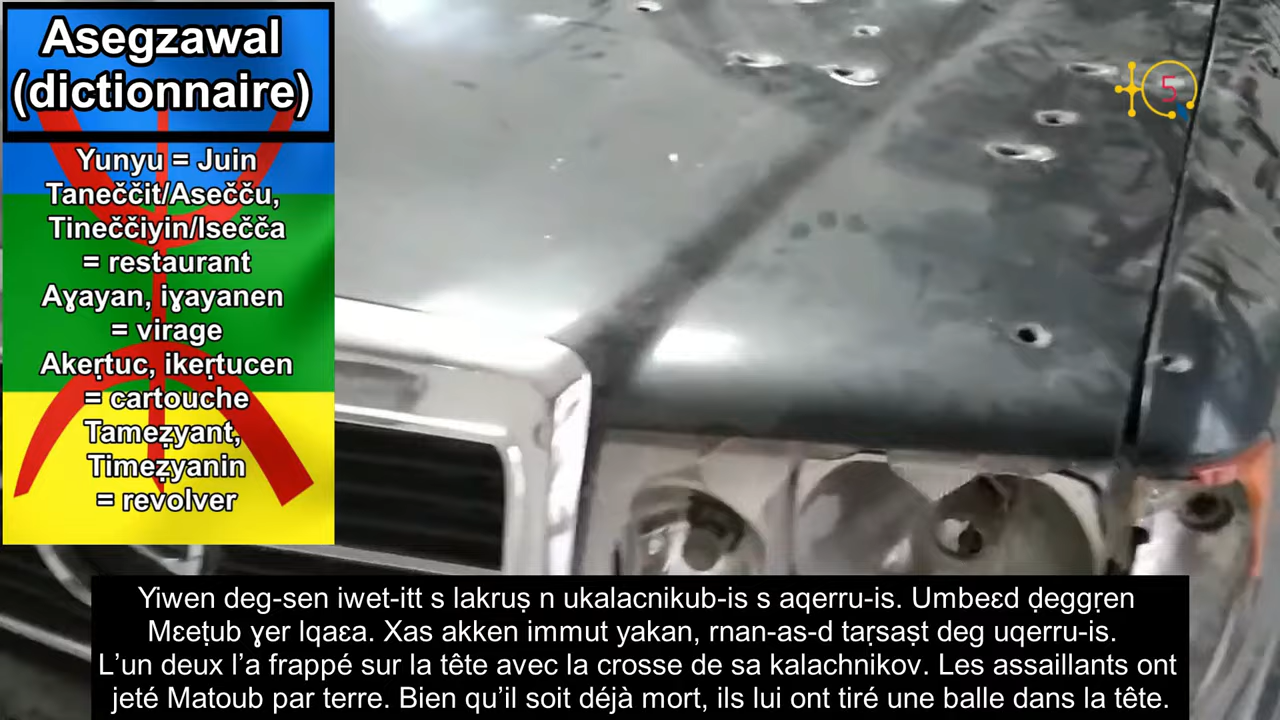 Asegzawal
(dictionnaire)
Yunyu = Juin
Taneččit/Asečču,
Tineččiyin/Isečča
= restaurant
Aɣayan, iɣayanen
= virage
Akeṛtuc, ikeṛtucen
= cartouche
Tameẓyant,
Timeẓyanin
= revolver
5
Yiwen deg-sen iwet-itt s lakruṣ n ukalacnikub-is s aqerru-is. Umbeɛd ḍeggṛen
Mɛeṭub ɣer lqaɛa. Xas akken immut yakan, rnan-as-d taṛsaṣt deg uqerru-is.
L’un deux l’a frappé sur la tête avec la crosse de sa kalachnikov. Les assaillants ont
jeté Matoub par terre. Bien qu’il soit déjà mort, ils lui ont tiré une balle dans la tête.